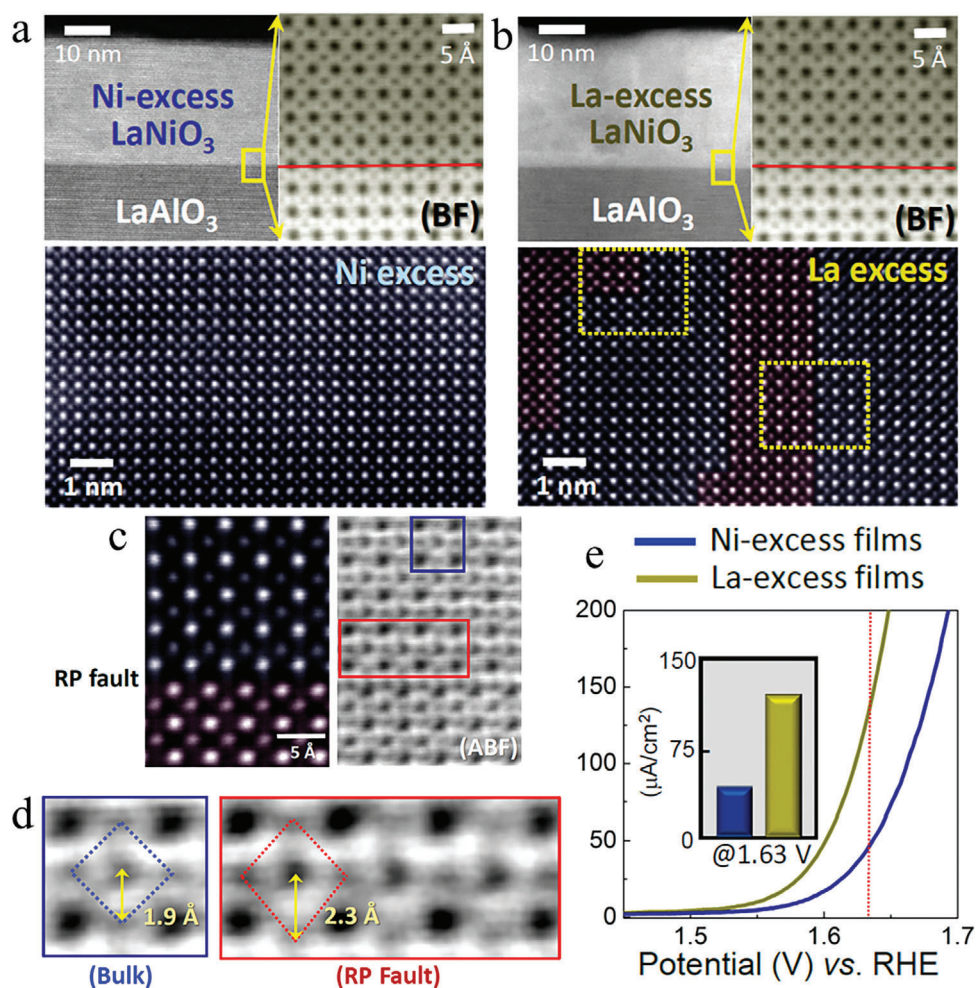 a
10 nm
5 Å
Ni-excess
LaNiO3
LaAlO3
(BF)
Ni excess
1 nm
b
10 nm
5 Å
La-excess
LaNiO3
LaAlO3
(BF)
La excess
1 nm
c
RP fault
5 Å
(ABF)
d
1.9 Å
2.3 Å
(Bulk)
(RP Fault)
e
Ni-excess films
La-excess films
200
150
100
50
0
150
75
0
(μA/cm²)
@1.63 V
1.5
1.6
1.7
Potential (V) vs. RHE